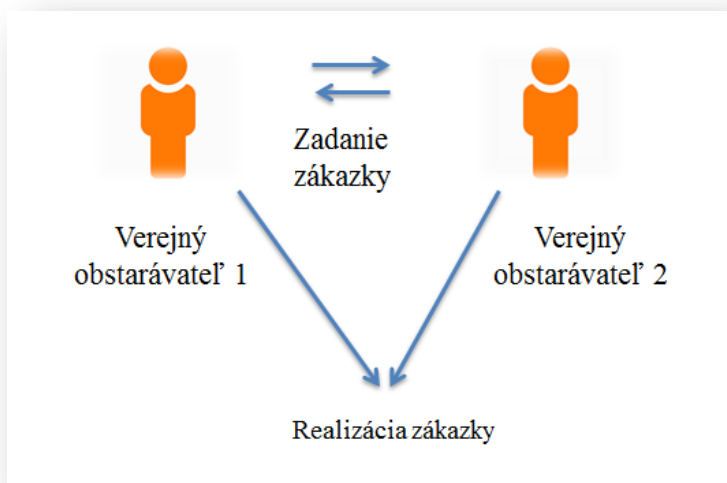 Zadanie
zákazky
Verejný
obstarávateľ 1
Verejný
obstarávateľ 2
Realizácia zákazky